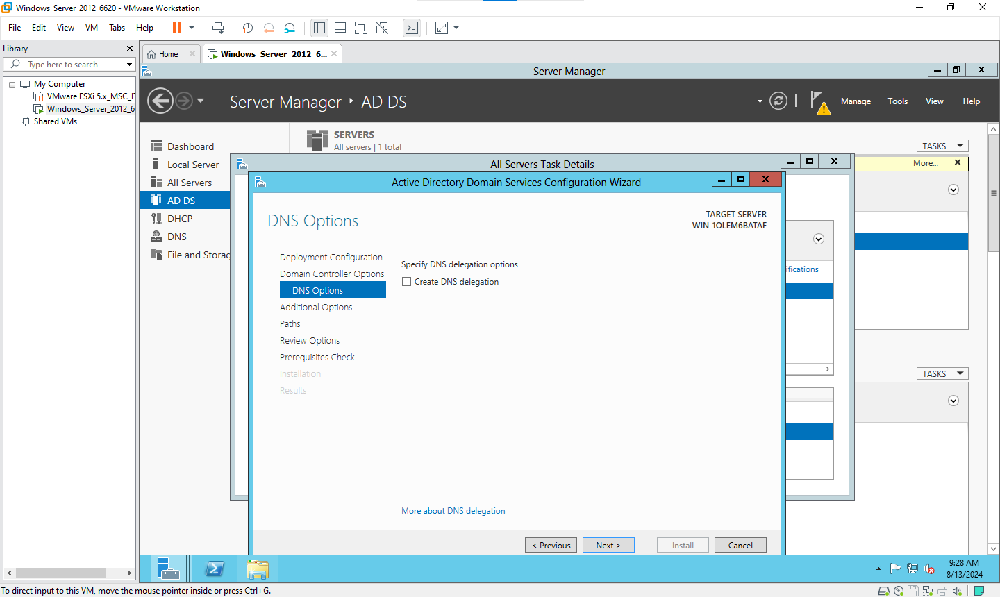 Windows_Server_2012_6620 - VMware Workstation
File Edit View VM Tabs Help
Library
Type here to search
My Computer
VMware ESXi 5.x_MSC_I
Windows_Server_2012_6
Shared VMs
Home
Windows_Server_2012_6...
Server Manager
Server Manager AD DS
Manage Tools View Help
Dashboard
Local Server
All Servers
AD DS
DHCP
DNS
File and Storag
SERVERS
All servers | 1 total
TASKS
More...
All Servers Task Details
ifications
TASKS
Active Directory Domain Services Configuration Wizard
DNS Options
TARGET SERVER
WIN-1OLEM6BATAF
Deployment Configuration
Domain Controller Options
DNS Options
Additional Options
Paths
Review Options
Prerequisites Check
Installation
Results
Specify DNS delegation options
Create DNS delegation
More about DNS delegation
< Previous Next > Install Cancel
9:28 AM
8/13/2024
To direct input to this VM, move the mouse pointer inside or press Ctrl+G.